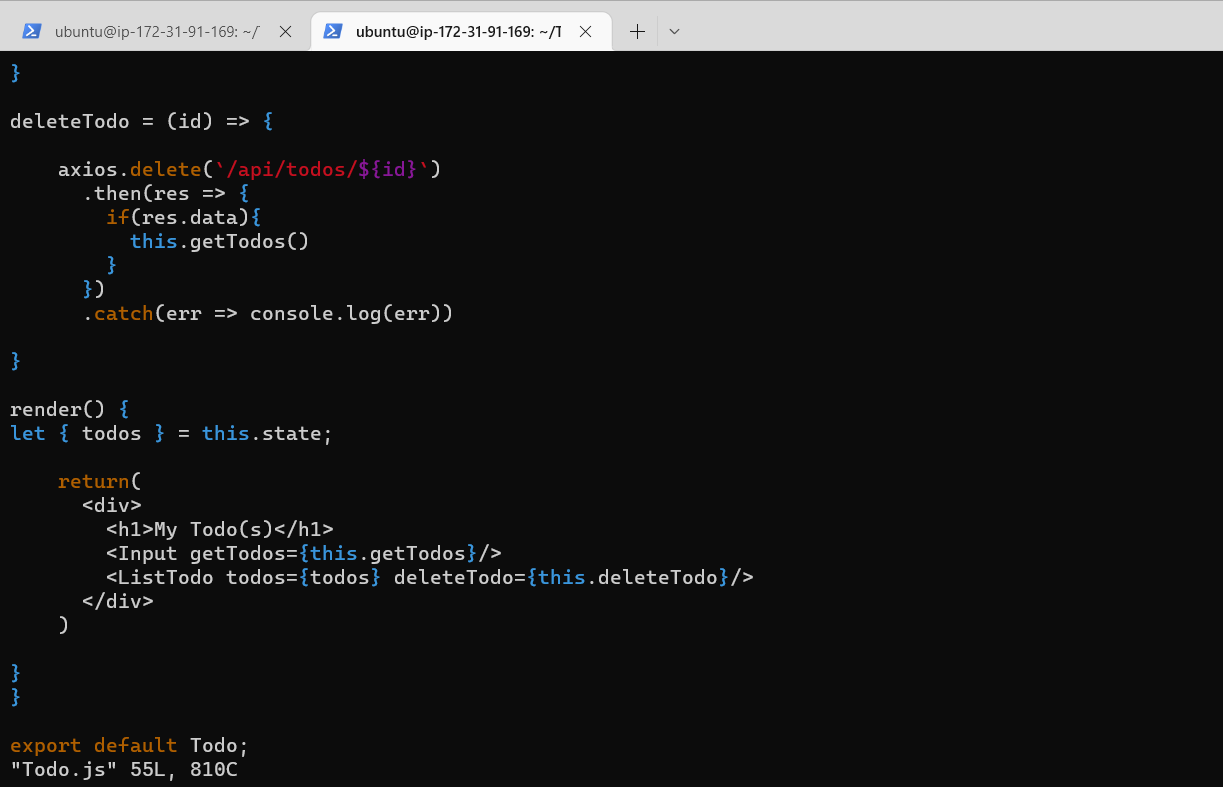 ubuntu@ip-172-31-91-169: ~/T
ubuntu@ip-172-31-91-169: ~/T
}
deleteTodo = (id) => {
    axios.delete(`/api/todos/${id}`)
      .then(res => {
        if(res.data){
          this.getTodos()
        }
      })
      .catch(err => console.log(err))
}
render() {
let { todos } = this.state;
    return(
      <div>
        <h1>My Todo(s)</h1>
        <Input getTodos={this.getTodos}/>
        <ListTodo todos={todos} deleteTodo={this.deleteTodo}/>
      </div>
    )
}
}
export default Todo;
"Todo.js" 55L, 810C